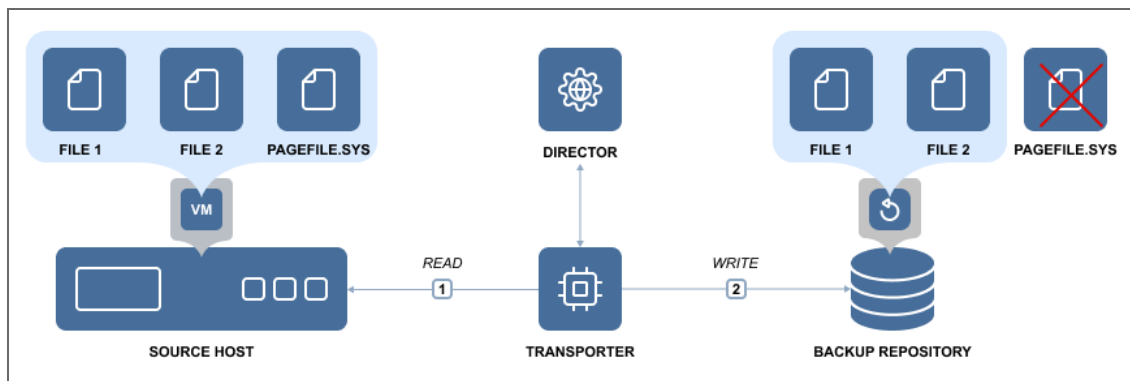 FILE 1
FILE 2
PAGEFILE.SYS
DIRECTOR
FILE 1
FILE 2
PAGEFILE.SYS
VM
READ
1
WRITE
2
SOURCE HOST
TRANSPORTER
BACKUP REPOSITORY